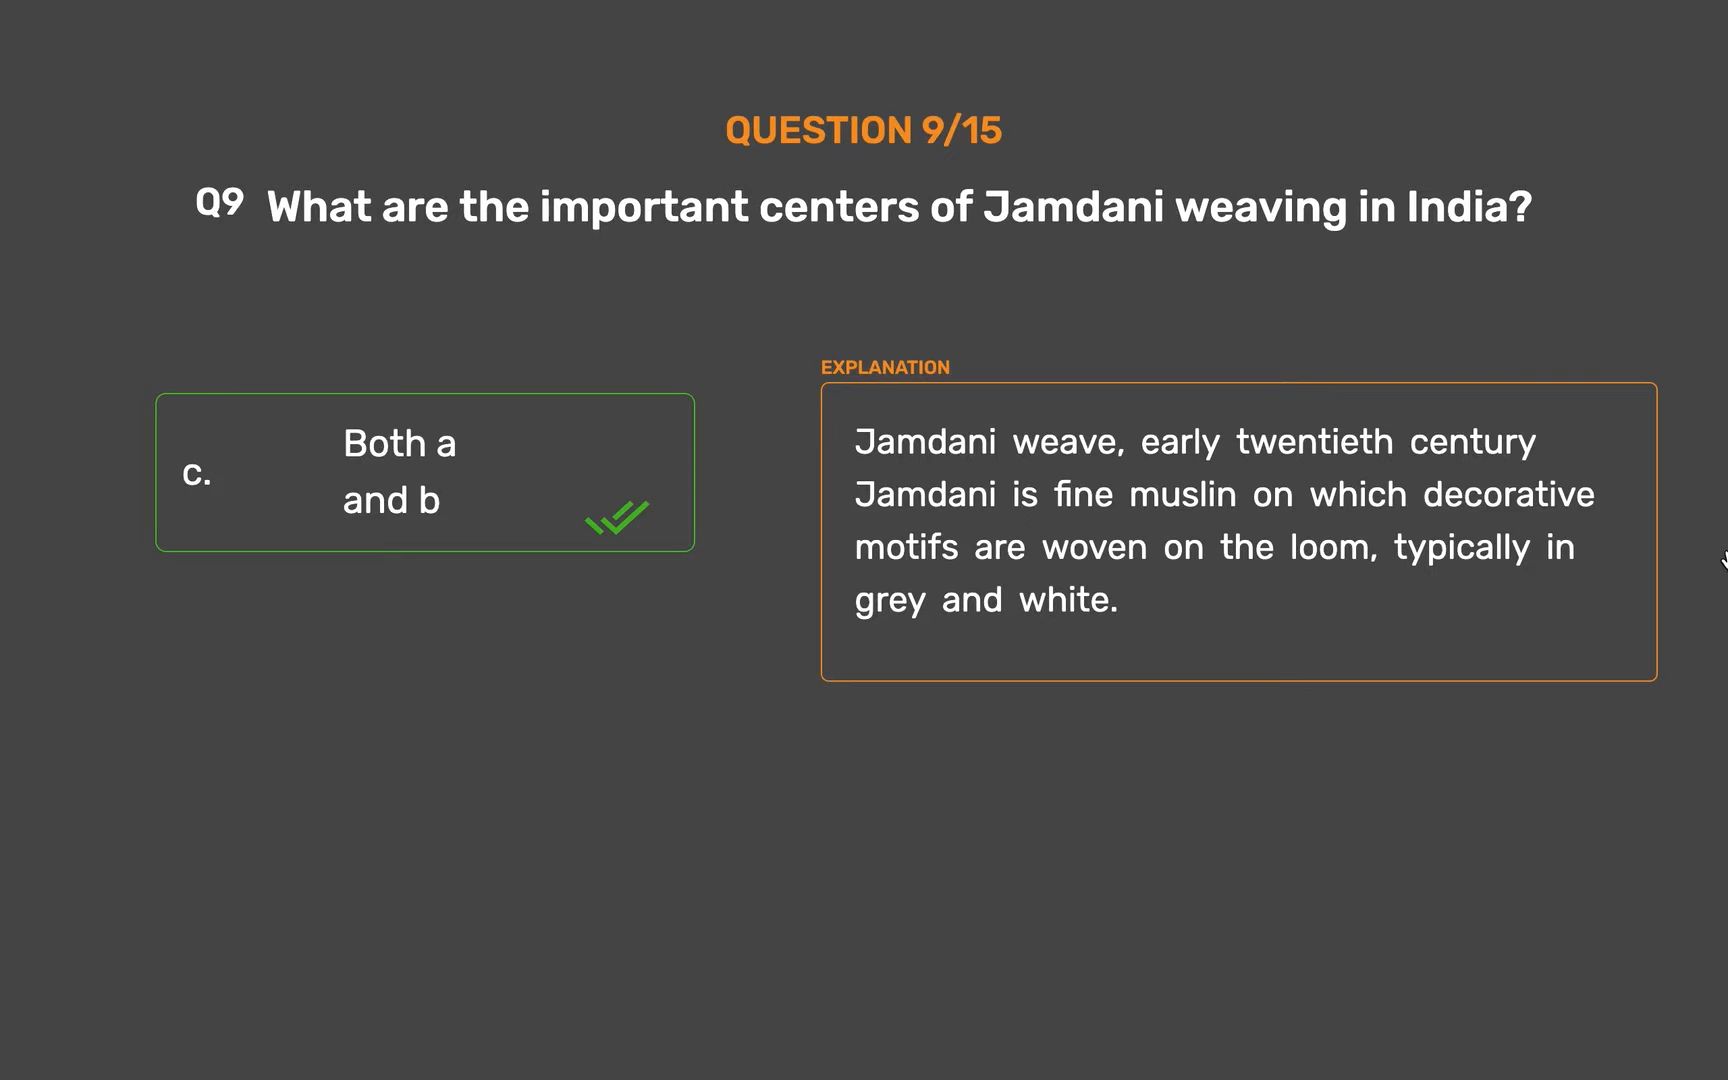 QUESTION 9/15
Q9 What are the important centers of Jamdani weaving in India?
c.
Both a
and b
EXPLANATION
Jamdani weave, early twentieth century
Jamdani is fine muslin on which decorative
motifs are woven on the loom, typically in
grey and white.